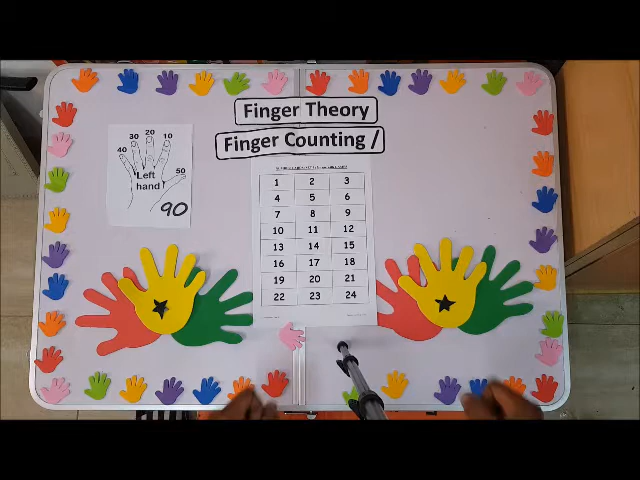 Finger Theory
Finger Counting /
40 30 20 10
50
Left
hand
90
1 2 3
4 5 6
7 8 9
10 11 12
13 14 15
16 17 18
19 20 21
22 23 24